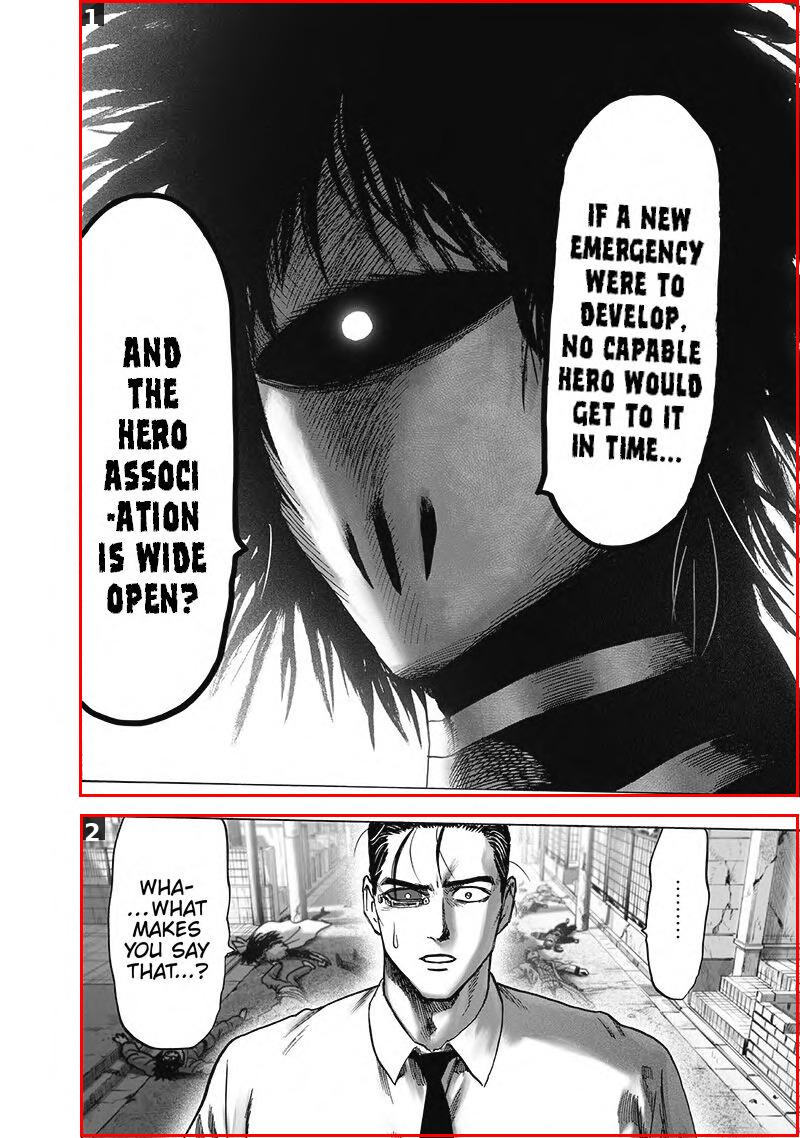 1
IF A NEW
EMERGENCY
WERE TO
DEVELOP,
NO CAPABLE
HERO WOULD
GET TO IT
IN TIME...
AND
THE
HERO
ASSOCI
-ATION
IS WIDE
OPEN?
2
.........
WHA-
...WHAT
MAKES
YOU SAY
THAT...?